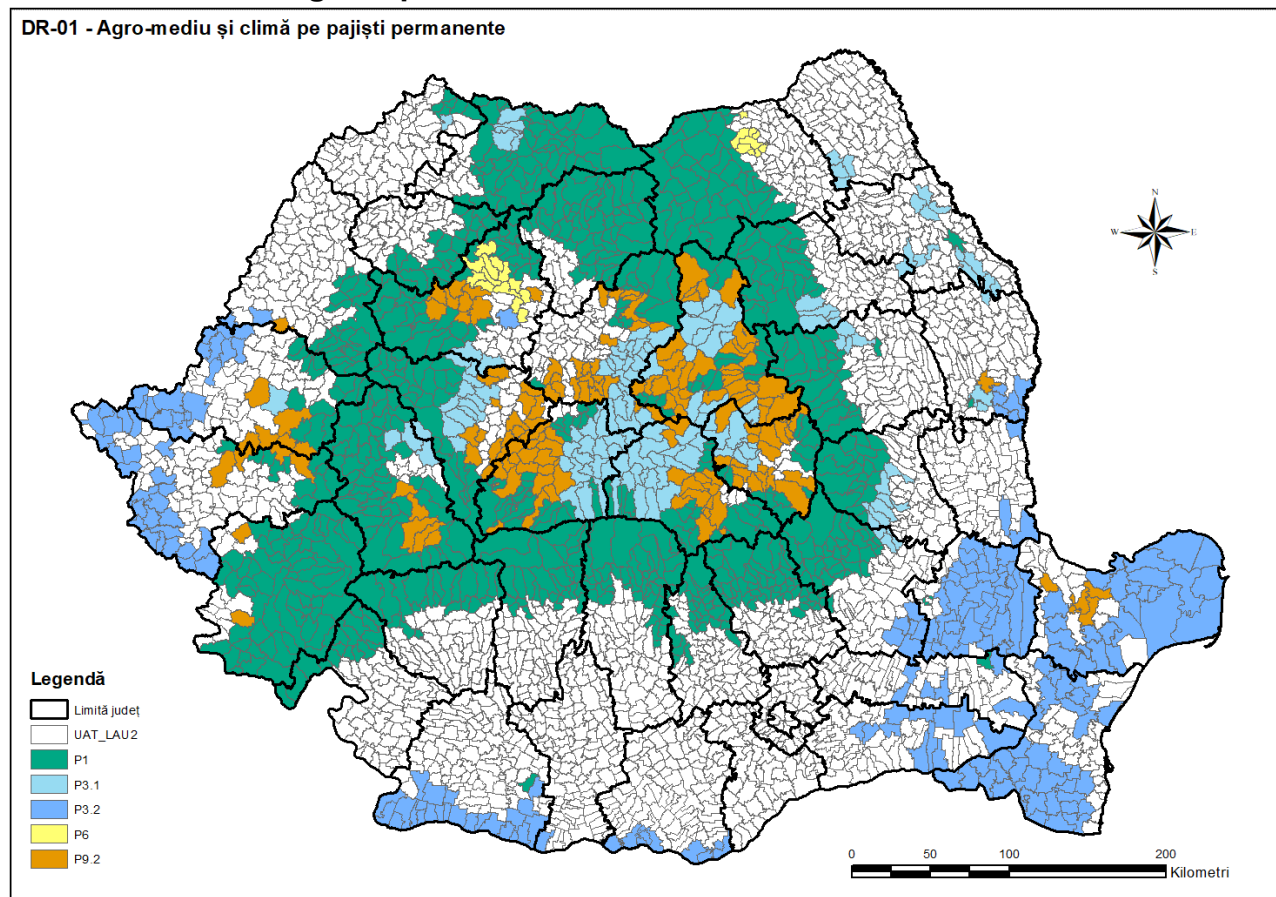 DR-01 - Agro-mediu și climă pe pajiști permanente
N
W
E
S
Legendă
Limită județ
UAT_LAU2
P1
P3.1
P3.2
P6
P9.2
0 50 100 200
Kilometri